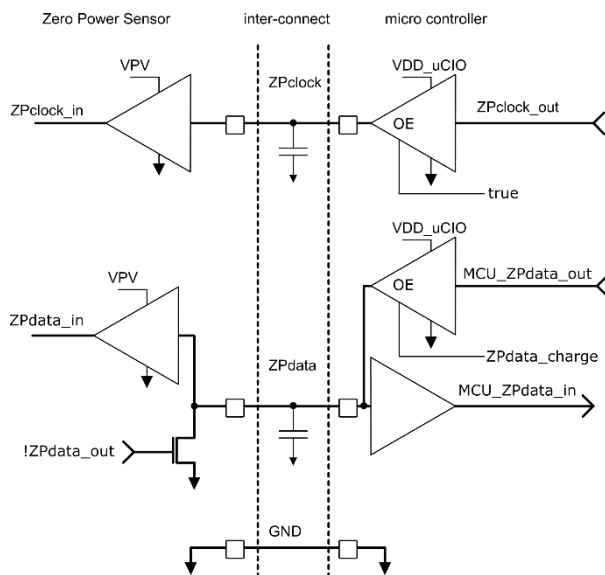 Zero Power Sensor
inter-connect
micro controller
VPV
ZPclock
VDD_uCIO
ZPclock_in
ZPclock_out
OE
true
VDD_uCIO
VPV
MCU_ZPdata_out
OE
ZPdata_in
ZPdata_charge
ZPdata
MCU_ZPdata_in
!ZPdata_out
GND